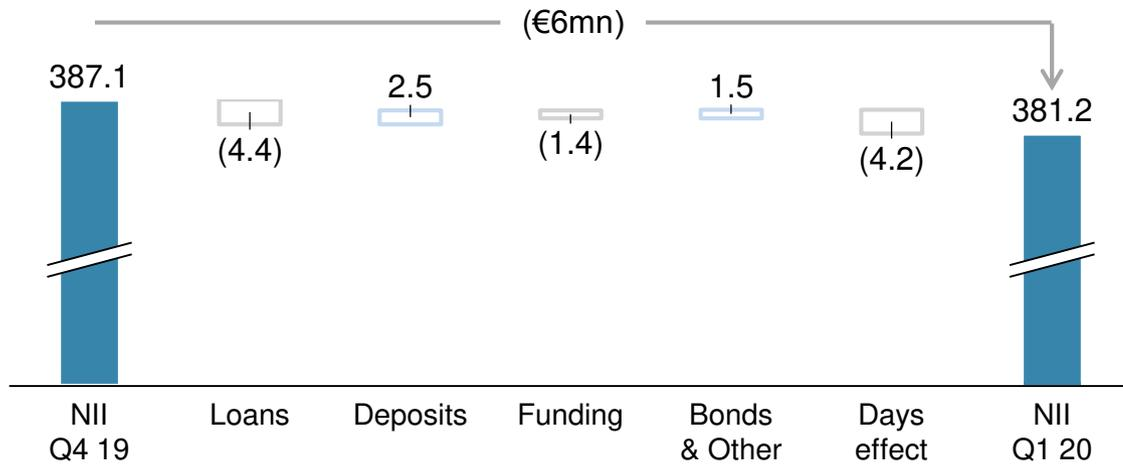 (€6mn)
387.1
(4.4)
2.5
(1.4)
1.5
(4.2)
381.2
NII
Q4 19
Loans
Deposits
Funding
Bonds
& Other
Days
effect
NII
Q1 20